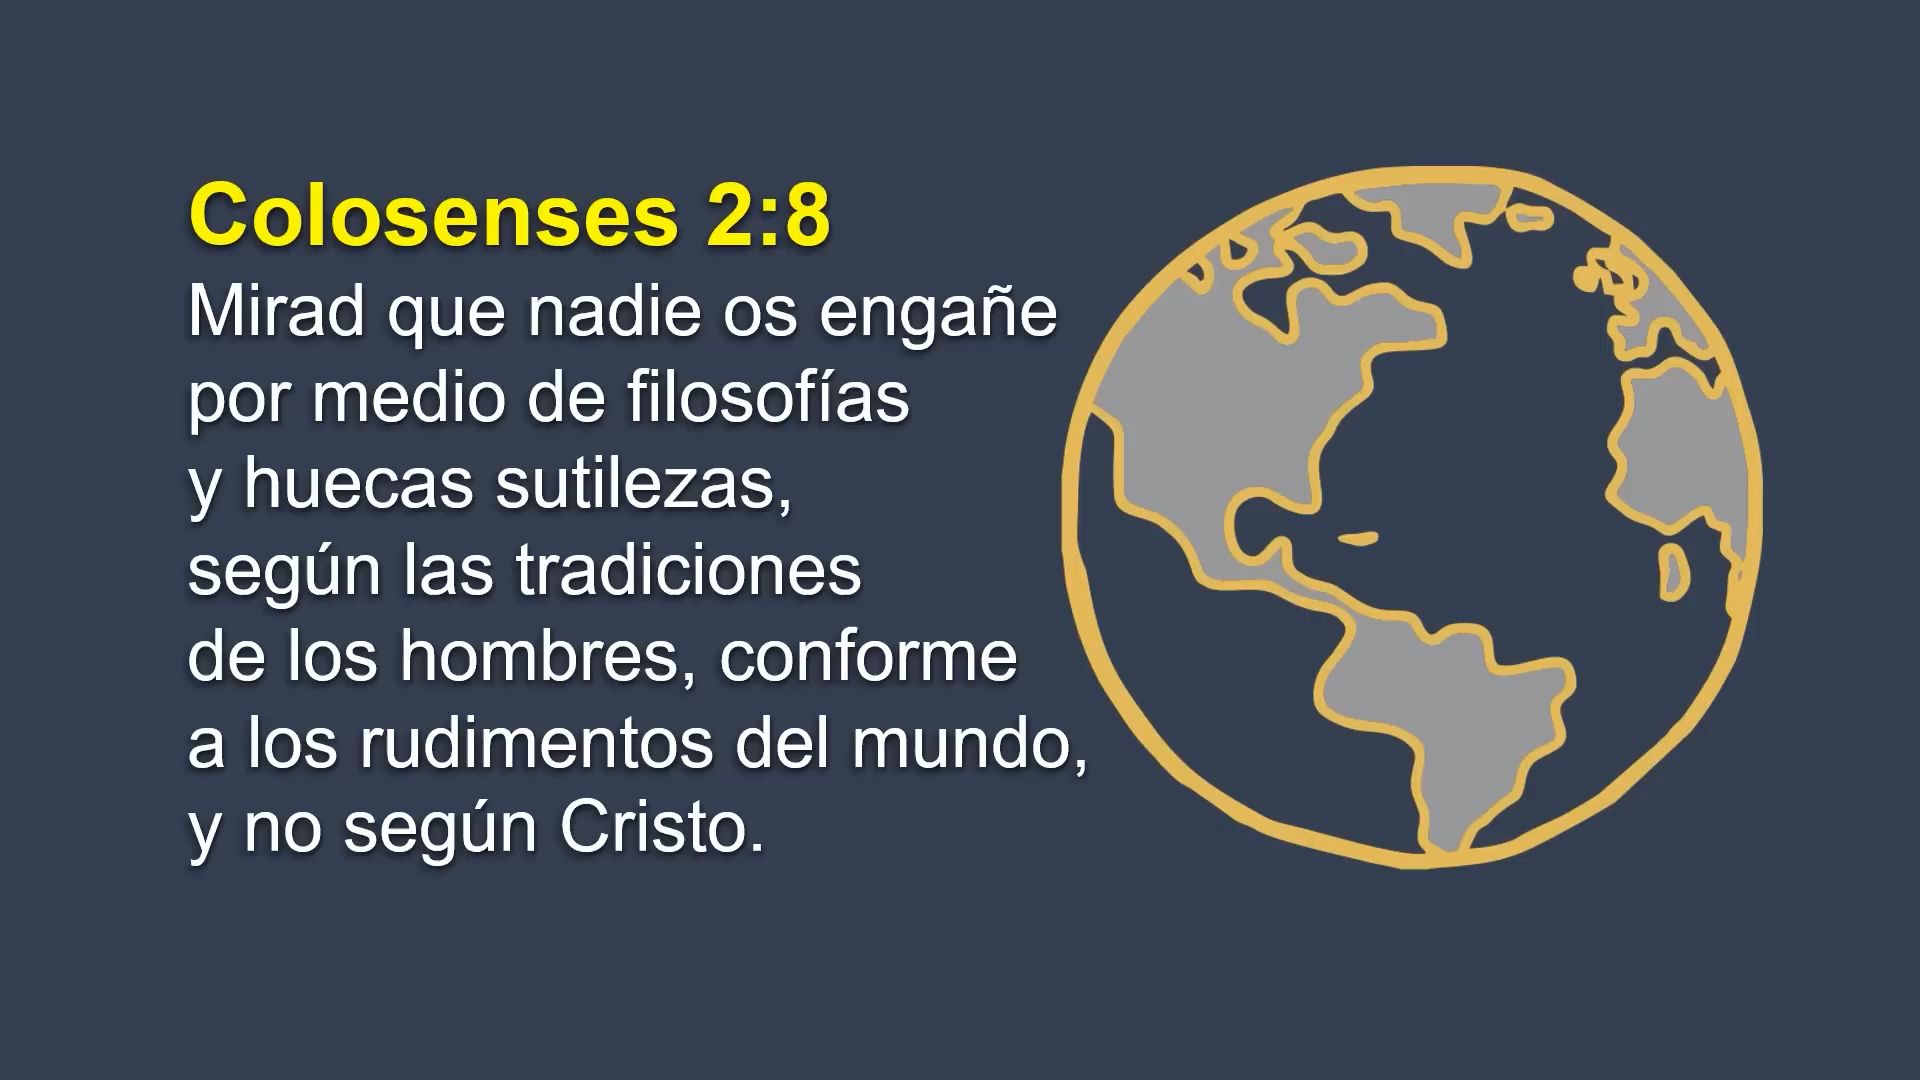 Colosenses 2:8
Mirad que nadie os engañe
por medio de filosofías
y huecas sutilezas,
según las tradiciones
de los hombres, conforme
a los rudimentos del mundo,
y no según Cristo.